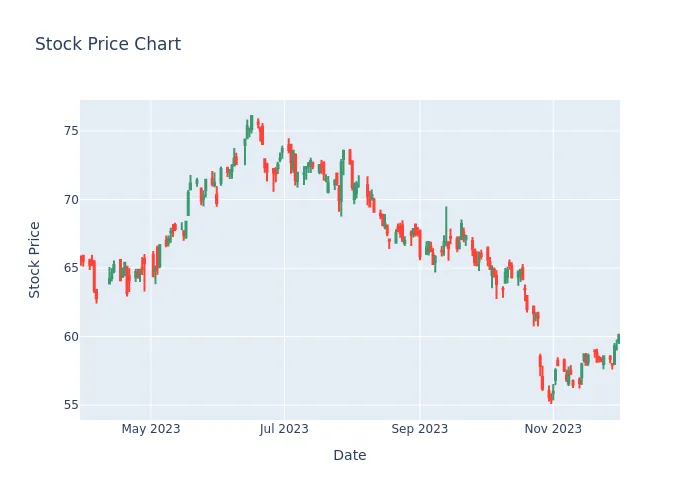 Stock Price Chart
75
70
65
60
55
Stock Price
May 2023
Jul 2023
Sep 2023
Nov 2023
Date